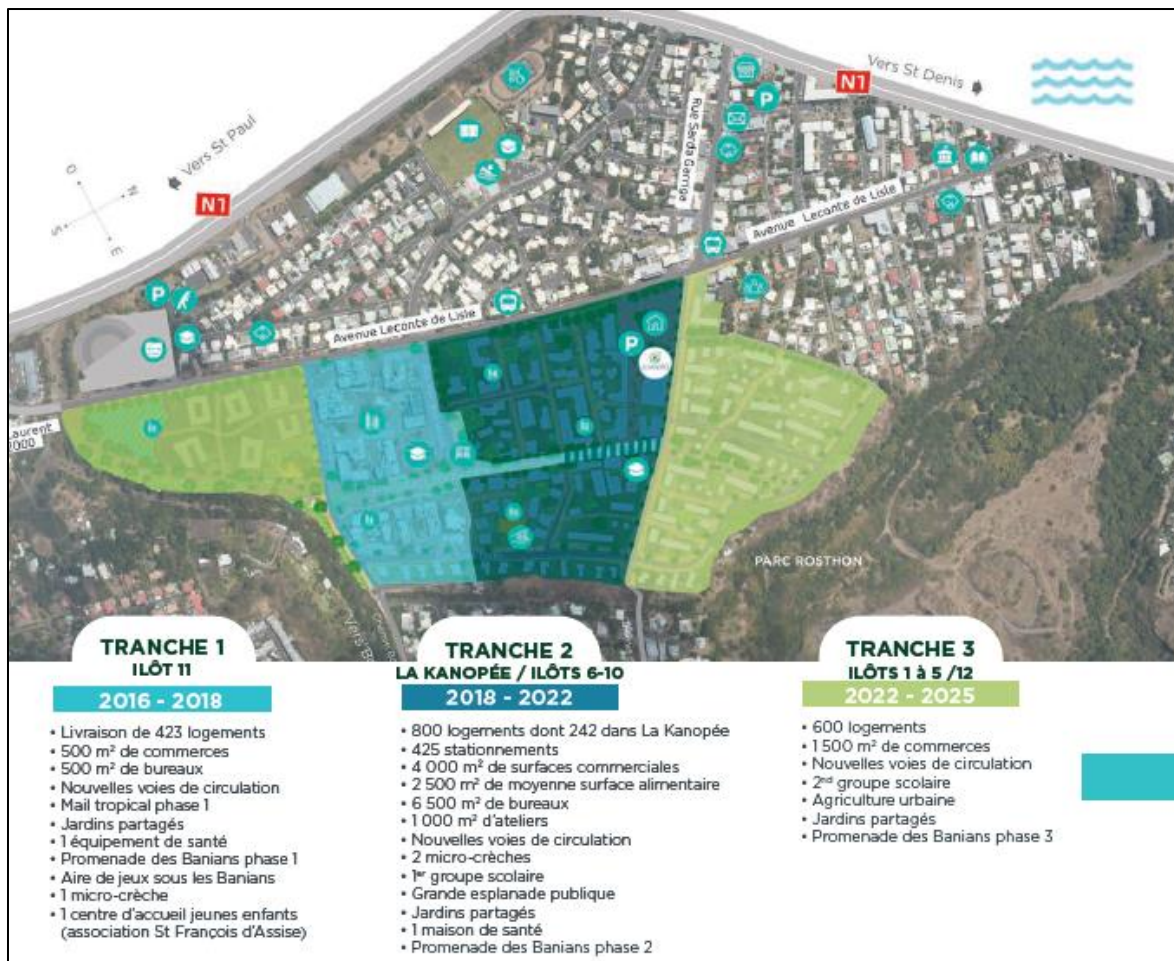 Vers St Denis
N1
Vers St Paul
N1
Rue Sarda Garriga
Avenue Leconte de Lisle
Avenue Leconte de Lisle
P
P
P
O
N
S
E
Laurent
PARC ROSTHON
TRANCHE 1
ILÔT 11
2016 - 2018
• Livraison de 423 logements
• 500 m² de commerces
• 500 m² de bureaux
• Nouvelles voies de circulation
• Mail tropical phase 1
• Jardins partagés
• 1 équipement de santé
• Promenade des Banians phase 1
• Aire de jeux sous les Banians
• 1 micro-crèche
• 1 centre d'accueil jeunes enfants
(association St François d'Assise)
TRANCHE 2
LA KANOPÉE / ILÔTS 6-10
2018 - 2022
• 800 logements dont 242 dans La Kanopée
• 425 stationnements
• 4 000 m² de surfaces commerciales
• 2 500 m² de moyenne surface alimentaire
• 6 500 m² de bureaux
• 1 000 m² d'ateliers
• Nouvelles voies de circulation
• 2 micro-crèches
• 1er groupe scolaire
• Grande esplanade publique
• Jardins partagés
• 1 maison de santé
• Promenade des Banians phase 2
TRANCHE 3
ILÔTS 1 à 5 /12
2022 - 2025
• 600 logements
• 1 500 m² de commerces
• Nouvelles voies de circulation
• 2nd groupe scolaire
• Agriculture urbaine
• Jardins partagés
• Promenade des Banians phase 3